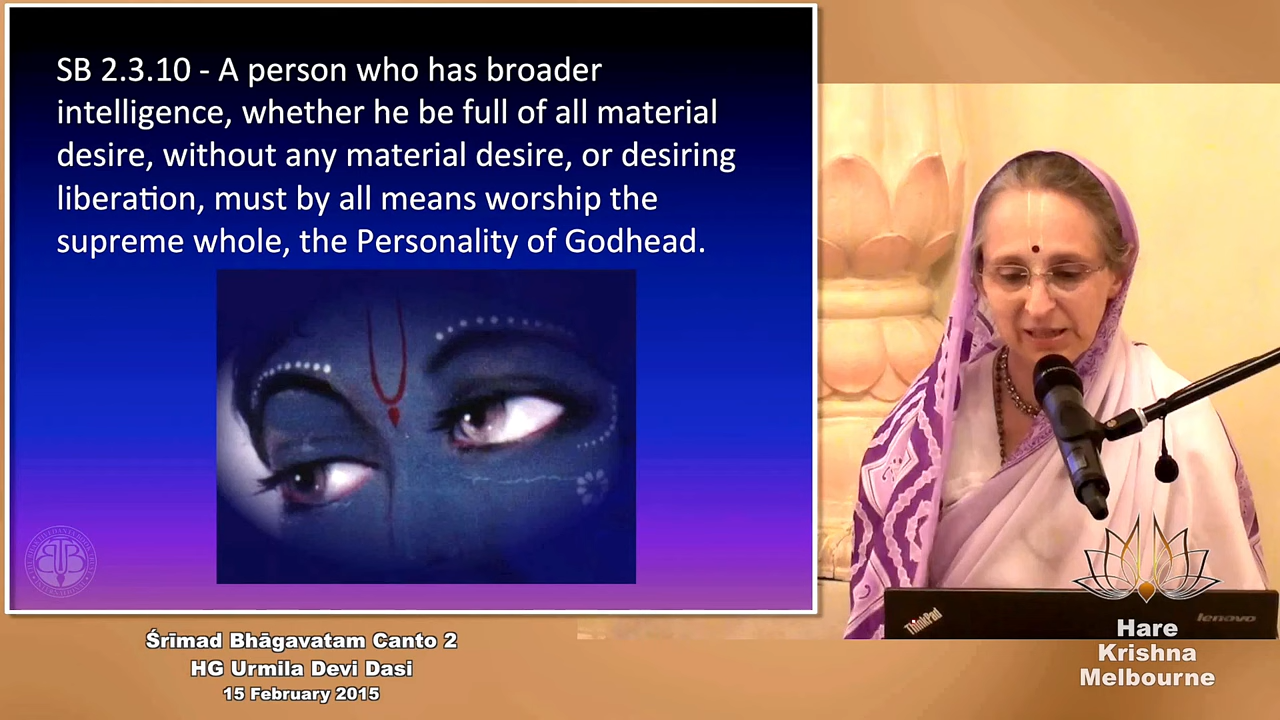 SB 2.3.10 - A person who has broader
intelligence, whether he be full of all material
desire, without any material desire, or desiring
liberation, must by all means worship the
supreme whole, the Personality of Godhead.
Śrīmad Bhāgavatam Canto 2
HG Urmila Devi Dasi
15 February 2015
ThinkPad
lenovo
Hare
Krishna
Melbourne